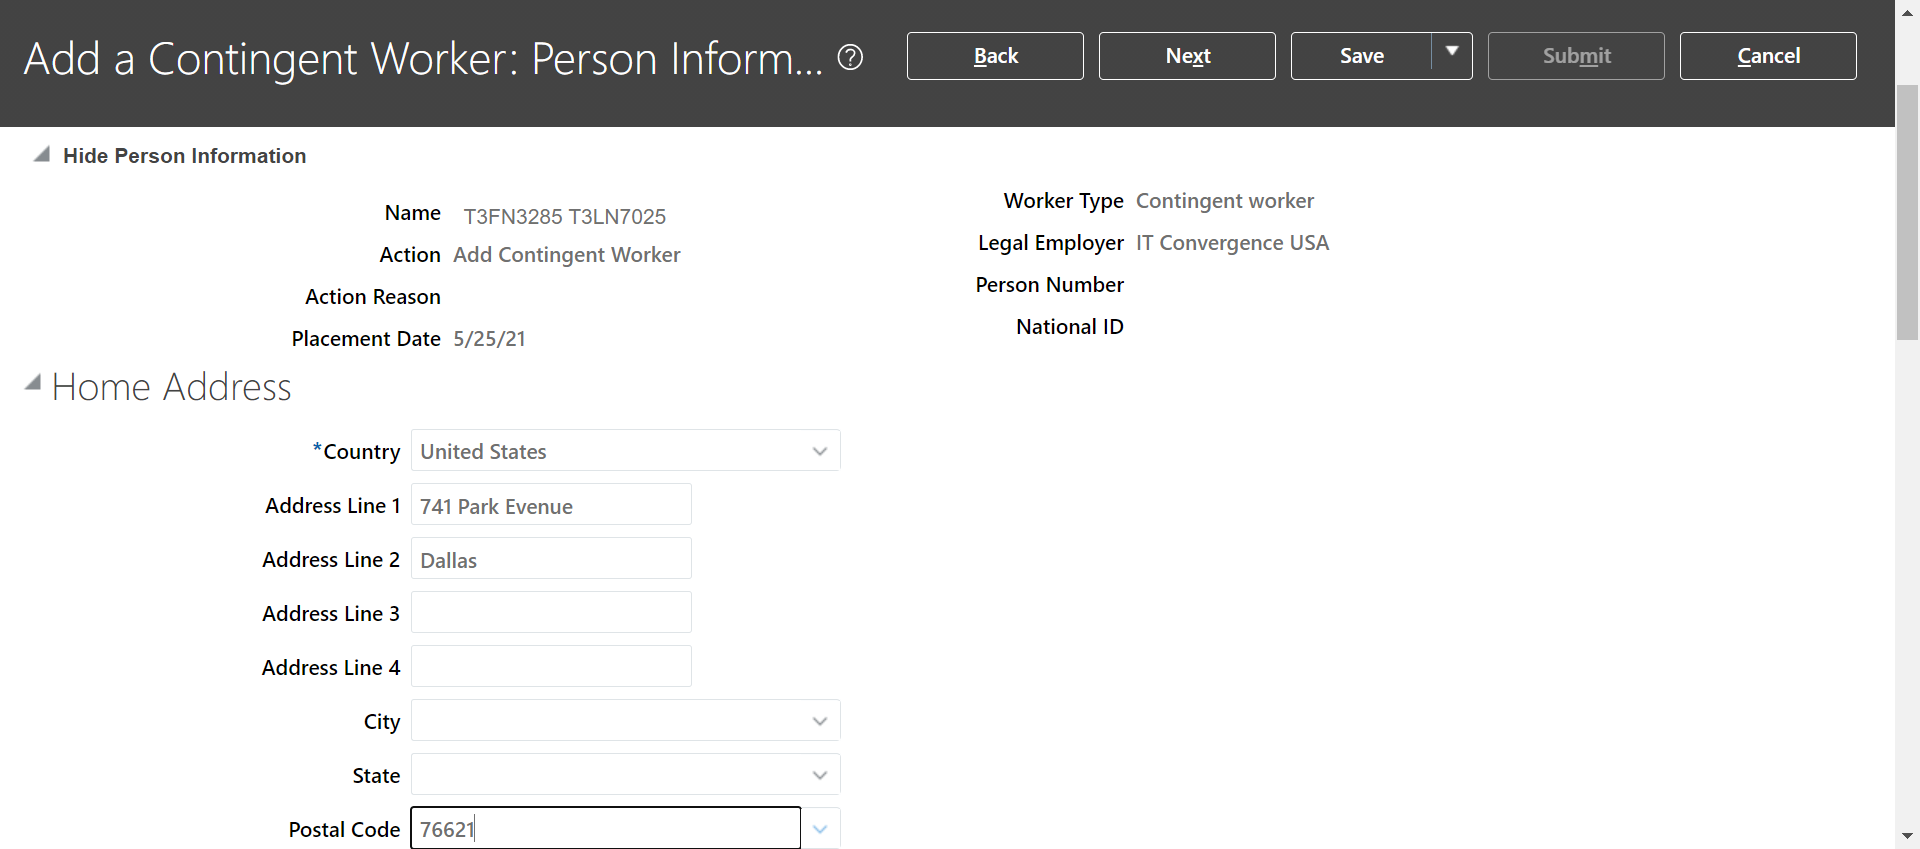 Add a Contingent Worker: Person Inform... ? Back Next Save Submit Cancel
Hide Person Information
Name T3FN3285 T3LN7025
Action Add Contingent Worker
Action Reason
Placement Date 5/25/21
Worker Type Contingent worker
Legal Employer IT Convergence USA
Person Number
National ID
Home Address
*Country United States
Address Line 1 741 Park Evenue
Address Line 2 Dallas
Address Line 3
Address Line 4
City
State
Postal Code 76621